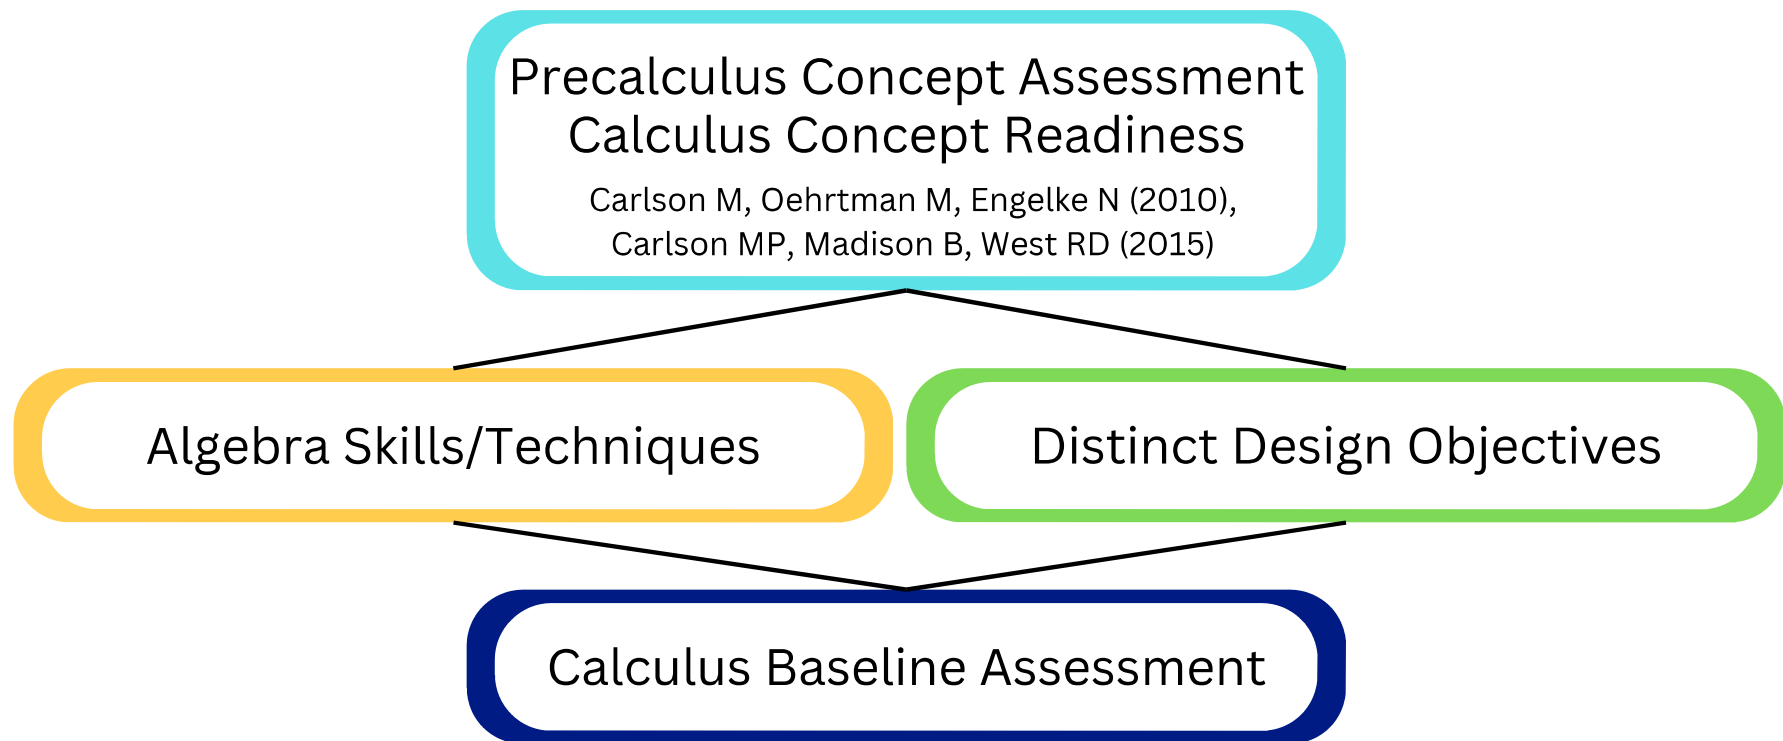 Precalculus Concept Assessment
Calculus Concept Readiness
Carlson M, Oehrtman M, Engelke N (2010),
Carlson MP, Madison B, West RD (2015)
Algebra Skills/Techniques
Distinct Design Objectives
Calculus Baseline Assessment